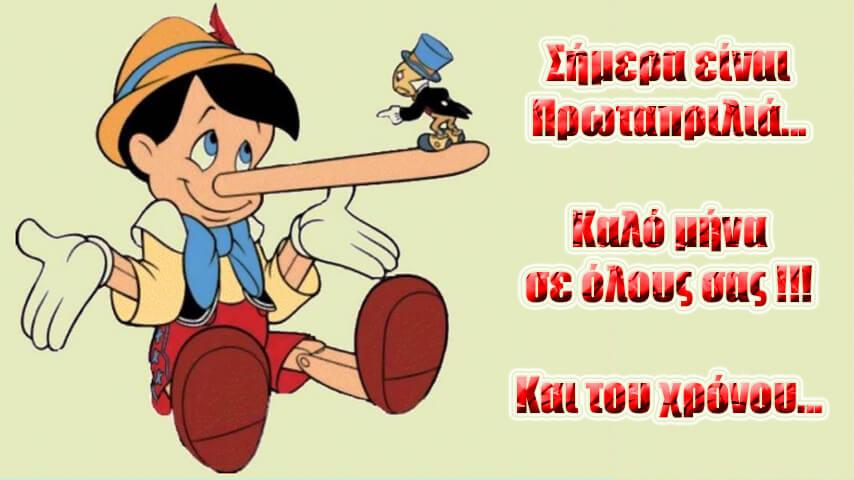 Σήμερα είναι
Πρωταπριλιά...
Καλό μήνα
σε όλους σας !!!
Και του χρόνου...